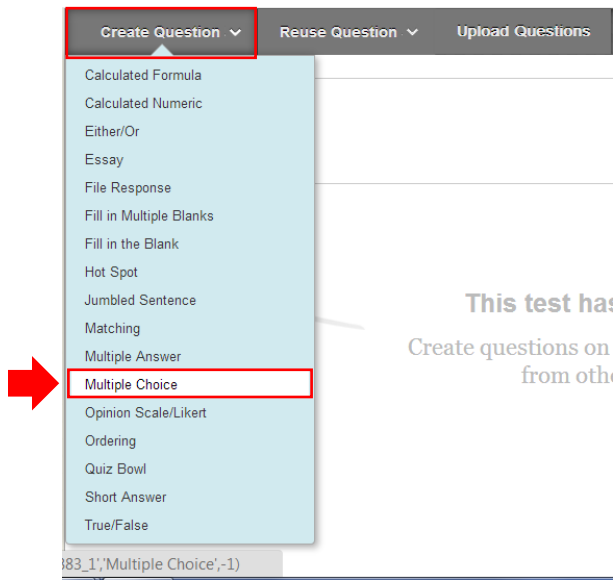 Create Question Reuse Question Upload Questions
Calculated Formula
Calculated Numeric
Either/Or
Essay
File Response
Fill in Multiple Blanks
Fill in the Blank
Hot Spot
Jumbled Sentence
Matching
Multiple Answer
Multiple Choice
Opinion Scale/Likert
Ordering
Quiz Bowl
Short Answer
True/False
This test has
Create questions on
from othe
383_1','Multiple Choice',-1)